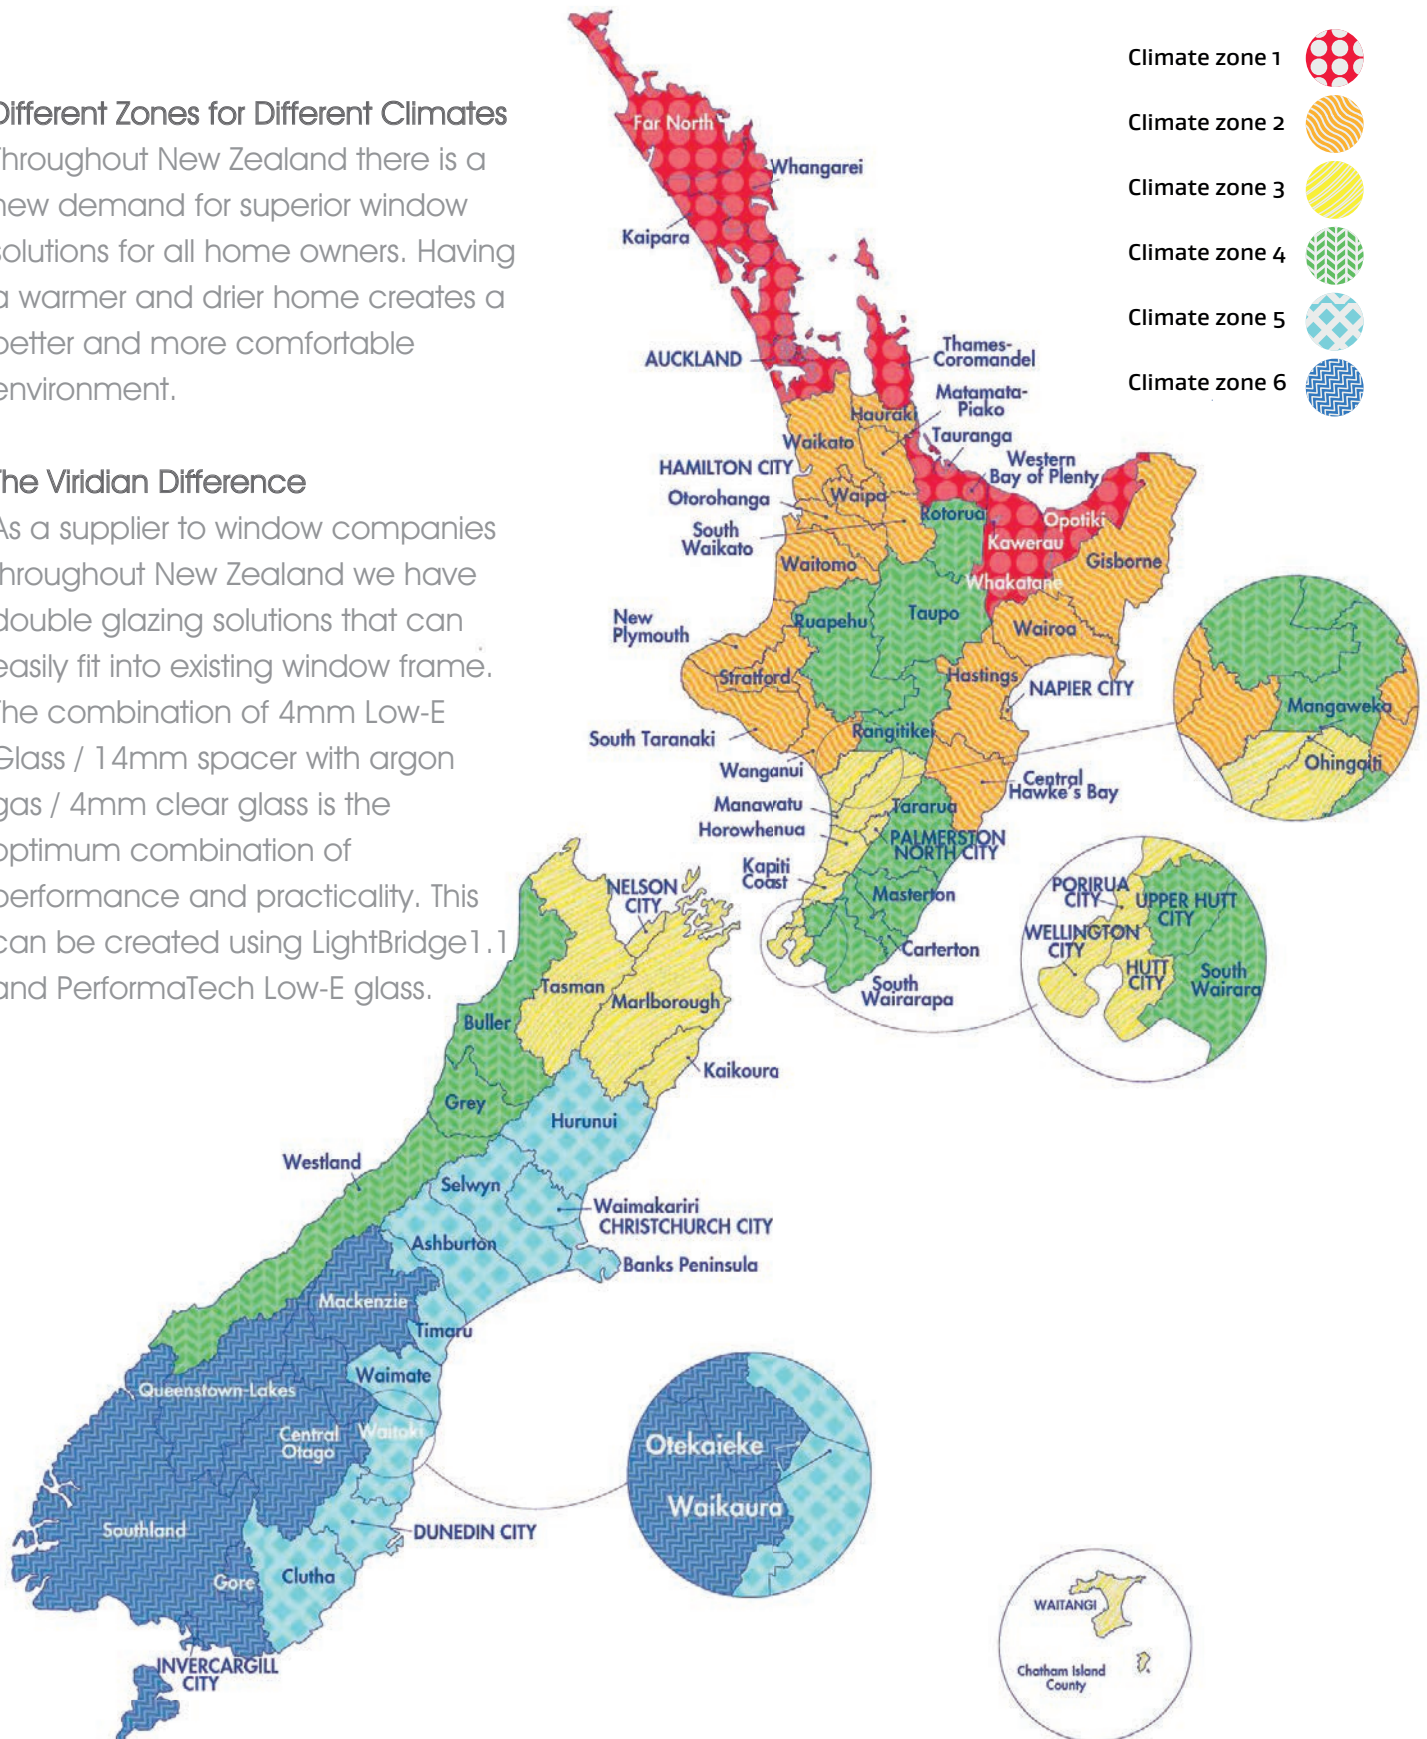 Different Zones for Different Climates
Throughout New Zealand there is a
new demand for superior window
solutions for all home owners. Having
a warmer and drier home creates a
better and more comfortable
environment.
The Viridian Difference
As a supplier to window companies
throughout New Zealand we have
double glazing solutions that can
easily fit into existing window frame.
The combination of 4mm Low-E
Glass / 14mm spacer with argon
gas / 4mm clear glass is the
optimum combination of
performance and practicality. This
can be created using LightBridge1.1
and PerformaTech Low-E glass.
Climate zone 1
Climate zone 2
Climate zone 3
Climate zone 4
Climate zone 5
Climate zone 6
Far North
Whangarei
Kaipara
AUCKLAND
Thames-
Coromandel
Matamata-
Piako
Hauraki
Waikato
Tauranga
HAMILTON CITY
Western
Bay of Plenty
Otorohanga
Waipa
South
Waikato
Rotorua
Opotiki
Kawerau
Waitomo
Gisborne
Whakatane
New
Plymouth
Ruapehu
Taupo
Wairoa
Stratford
Hastings
NAPIER CITY
South Taranaki
Rangitikei
Wanganui
Central
Hawke's Bay
Manawatu
Tararua
Horowhenua
PALMERSTON
NORTH CITY
Kapiti
Coast
Masterton
Carterton
South
Wairarapa
Mangaweka
Ohingaiti
PORIRUA
CITY
UPPER HUTT
CITY
WELLINGTON
CITY
HUTT
CITY
South
Wairara
NELSON
CITY
Tasman
Marlborough
Buller
Kaikoura
Grey
Hurunui
Westland
Selwyn
Waimakariri
CHRISTCHURCH CITY
Ashburton
Banks Peninsula
Mackenzie
Timaru
Waimate
Queenstown-Lakes
Central
Otago
Waitaki
Otekaieke
Waikaura
Southland
DUNEDIN CITY
Gore
Clutha
INVERCARGILL
CITY
WAITANGI
Chatham Island
County